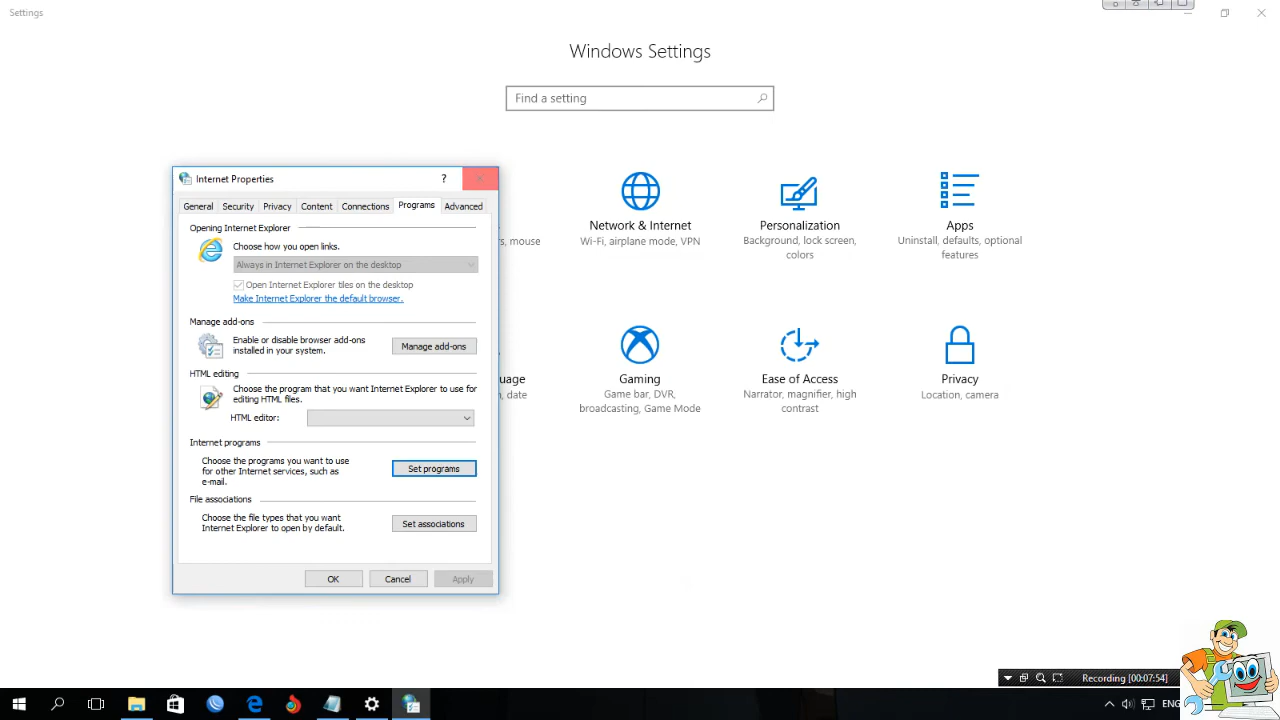 Settings
Windows Settings
Find a setting
Internet Properties
?
General
Security
Privacy
Content
Connections
Programs
Advanced
Opening Internet Explorer
Choose how you open links.
Always in Internet Explorer on the desktop
Open Internet Explorer tiles on the desktop
Make Internet Explorer the default browser.
Manage add-ons
Enable or disable browser add-ons
installed in your system.
Manage add-ons
HTML editing
Choose the program that you want Internet Explorer to use for
editing HTML files.
HTML editor:
Internet programs
Choose the programs you want to use
for other Internet services, such as
e-mail.
Set programs
File associations
Choose the file types that you want
Internet Explorer to open by default.
Set associations
OK
Cancel
Apply
rs, mouse
Network & Internet
Wi-Fi, airplane mode, VPN
Personalization
Background, lock screen,
colors
Apps
Uninstall, defaults, optional
features
uage
n, date
Gaming
Game bar, DVR,
broadcasting, Game Mode
Ease of Access
Narrator, magnifier, high
contrast
Privacy
Location, camera
Recording [00:07:54]
ENG